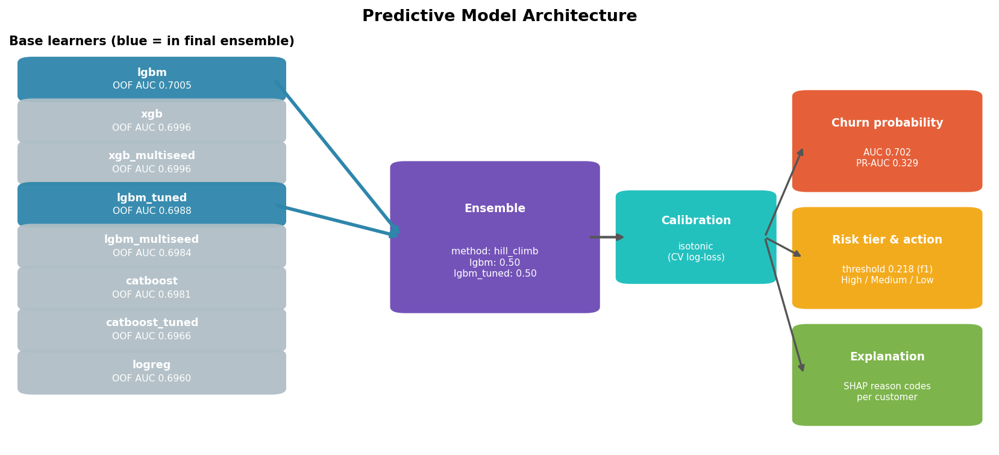 Predictive Model Architecture
Base learners (blue = in final ensemble)
lgbm
OOF AUC 0.7005
xgb
OOF AUC 0.6996
xgb_multiseed
OOF AUC 0.6996
lgbm_tuned
OOF AUC 0.6988
lgbm_multiseed
OOF AUC 0.6984
catboost
OOF AUC 0.6981
catboost_tuned
OOF AUC 0.6966
logreg
OOF AUC 0.6960
Ensemble
method: hill_climb
lgbm: 0.50
lgbm_tuned: 0.50
Calibration
isotonic
(CV log-loss)
Churn probability
AUC 0.702
PR-AUC 0.329
Risk tier & action
threshold 0.218 (f1)
High / Medium / Low
Explanation
SHAP reason codes
per customer